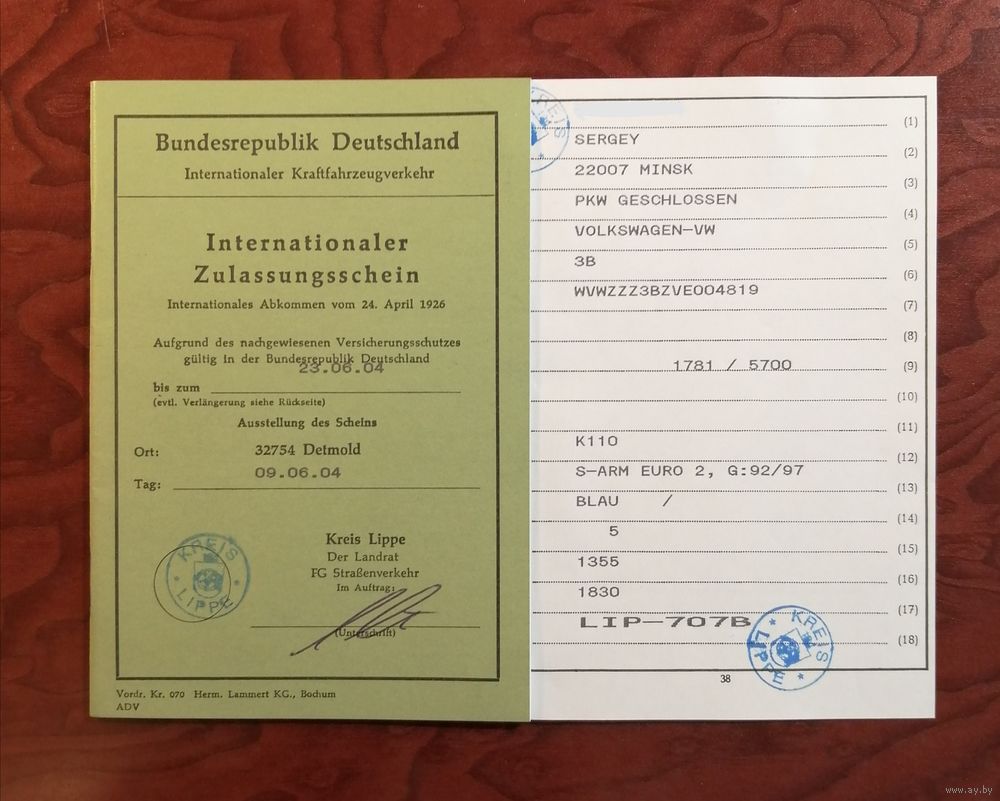 Bundesrepublik Deutschland
Internationaler Kraftfahrzeugverkehr
Internationaler
Zulassungsschein
Internationales Abkommen vom 24. April 1926
Aufgrund des nachgewiesenen Versicherungsschutzes
gültig in der Bundesrepublik Deutschland
23.06.04
bis zum
(evtl. Verlängerung siehe Rückseite)
Ausstellung des Scheins
Ort: 32754 Detmold
09.06.04
Tag:
Kreis Lippe
Der Landrat
FG Straßenverkehr
Im Auftrag:
(Unterschrift)
KREIS
LIPPE
Vordr. Kr. 070 Herm. Lammert KG., Bochum
ADV
KREIS
(1)
SERGEY
(2)
22007 MINSK
(3)
PKW GESCHLOSSEN
(4)
VOLKSWAGEN-VW
(5)
3B
(6)
WVWZZZ3BZVE004819
(7)
(8)
1781 / 5700 (9)
(10)
(11)
K110
(12)
S-ARM EURO 2, G:92/97
(13)
BLAU /
(14)
5
(15)
1355
(16)
1830
(17)
LIP-707B
(18)
KREIS
LIPPE
38
www.ay.by